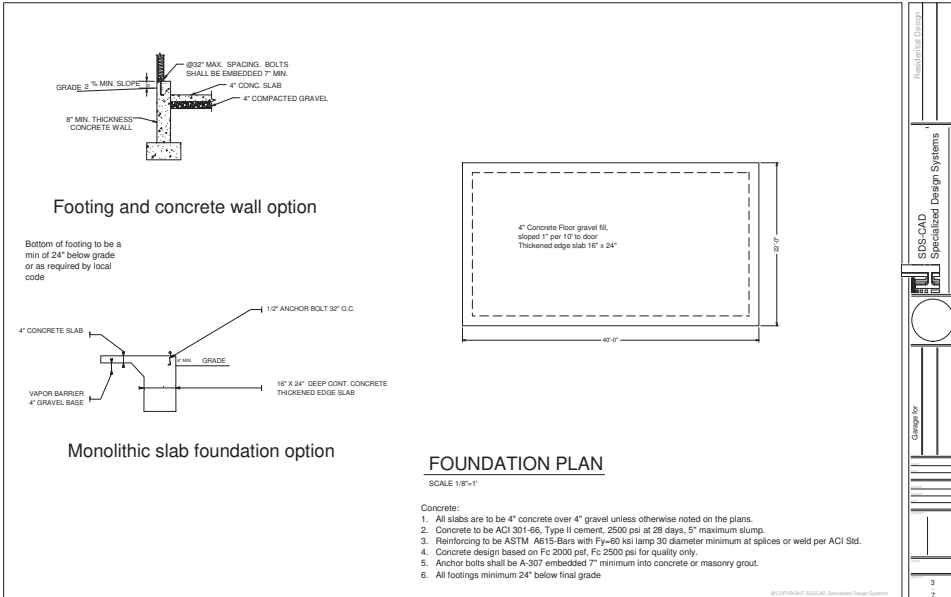 @32" MAX. SPACING. BOLTS
SHALL BE EMBEDDED 7" MIN.
GRADE 2 % MIN. SLOPE
4" CONC. SLAB
4" COMPACTED GRAVEL
8" MIN. THICKNESS
CONCRETE WALL
Footing and concrete wall option
Bottom of footing to be a
min of 24" below grade
or as required by local
code
1/2" ANCHOR BOLT 32" O.C.
4" CONCRETE SLAB
MIN.
GRADE
VAPOR BARRIER
4" GRAVEL BASE
16" X 24" DEEP CONT. CONCRETE
THICKENED EDGE SLAB
Monolithic slab foundation option
4" Concrete Floor gravel fill,
sloped 1" per 10' to door
Thickened edge slab 16" x 24"
22'-0"
40'-0"
FOUNDATION PLAN
SCALE 1/8"=1'
Concrete:
1. All slabs are to be 4" concrete over 4" gravel unless otherwise noted on the plans.
2. Concrete to be ACI 301-66, Type II cement, 2500 psi at 28 days, 5" maximum slump.
3. Reinforcing to be ASTM A615-Bars with Fy=60 ksi lamp 30 diameter minimum at splices or weld per ACI Std.
4. Concrete design based on Fc 2000 psf, Fc 2500 psi for quality only.
5. Anchor bolts shall be A-307 embedded 7" minimum into concrete or masonry grout.
6. All footings minimum 24" below final grade
@COPYRIGHT SDSCAD Specialized Design Systems
Residential Design
SDS-CAD
Specialized Design Systems
Garage for
3
7